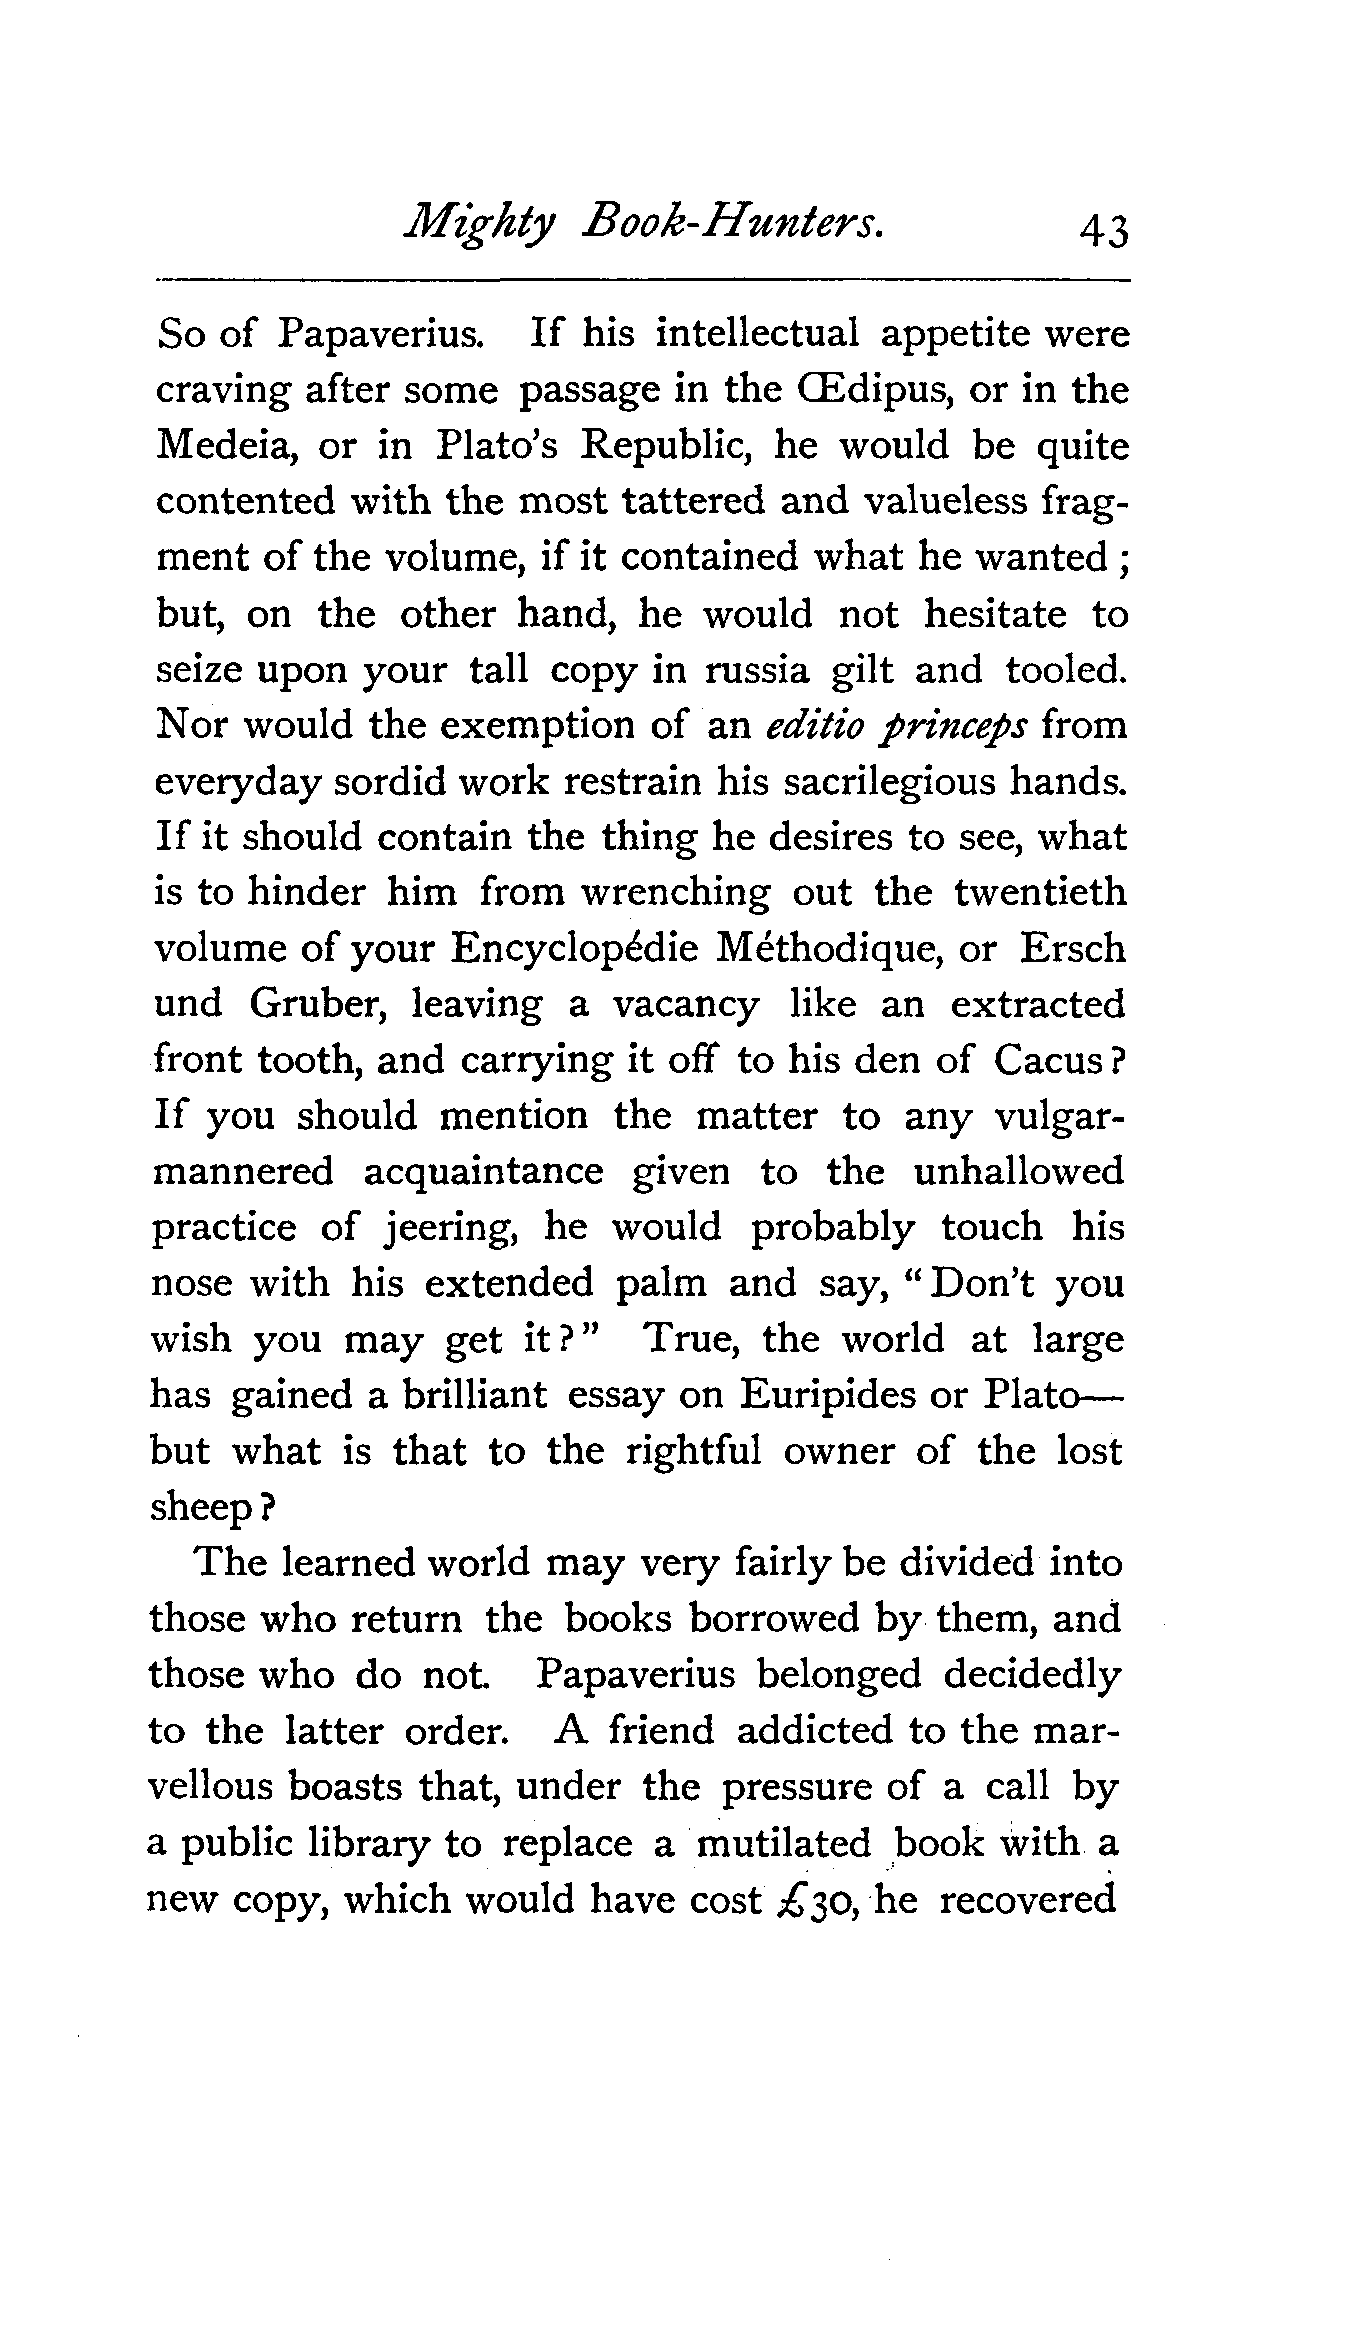 Mighty Book-Hunters. 43
So of Papaverius. If his intellectual appetite were
craving after some passage in the Œdipus, or in the
Medeia, or in Plato's Republic, he would be quite
contented with the most tattered and valueless frag-
ment of the volume, if it contained what he wanted ;
but, on the other hand, he would not hesitate to
seize upon your tall copy in russia gilt and tooled.
Nor would the exemption of an editio princeps from
everyday sordid work restrain his sacrilegious hands.
If it should contain the thing he desires to see, what
is to hinder him from wrenching out the twentieth
volume of your Encyclopédie Méthodique, or Ersch
und Gruber, leaving a vacancy like an extracted
front tooth, and carrying it off to his den of Cacus ?
If you should mention the matter to any vulgar-
mannered acquaintance given to the unhallowed
practice of jeering, he would probably touch his
nose with his extended palm and say, "Don't you
wish you may get it ?" True, the world at large
has gained a brilliant essay on Euripides or Plato—
but what is that to the rightful owner of the lost
sheep ?
The learned world may very fairly be divided into
those who return the books borrowed by them, and
those who do not. Papaverius belonged decidedly
to the latter order. A friend addicted to the mar-
vellous boasts that, under the pressure of a call by
a public library to replace a mutilated book with a
new copy, which would have cost £30, he recovered